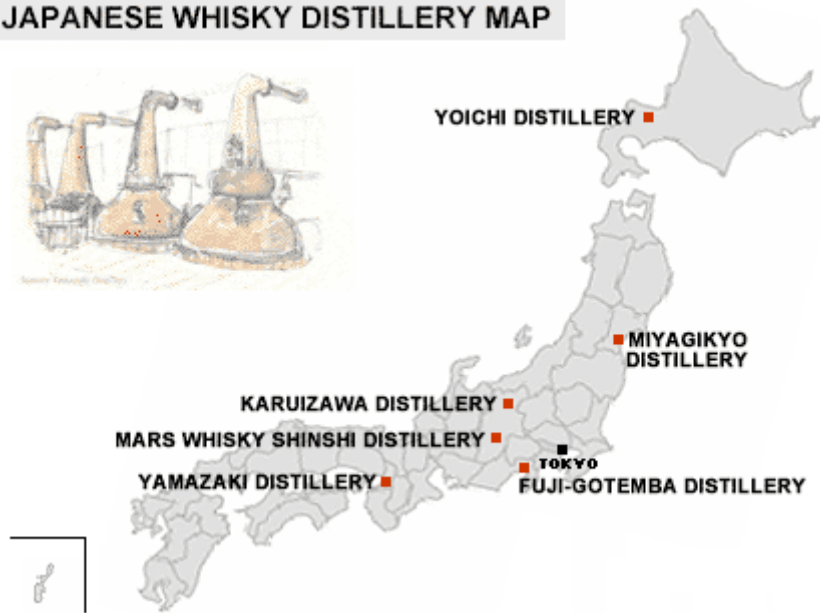 JAPANESE WHISKY DISTILLERY MAP
YOICHI DISTILLERY
MIYAGIKYO
DISTILLERY
KARUIZAWA DISTILLERY
MARS WHISKY SHINSHI DISTILLERY
TOKYO
YAMAZAKI DISTILLERY
FUJI-GOTEMBA DISTILLERY